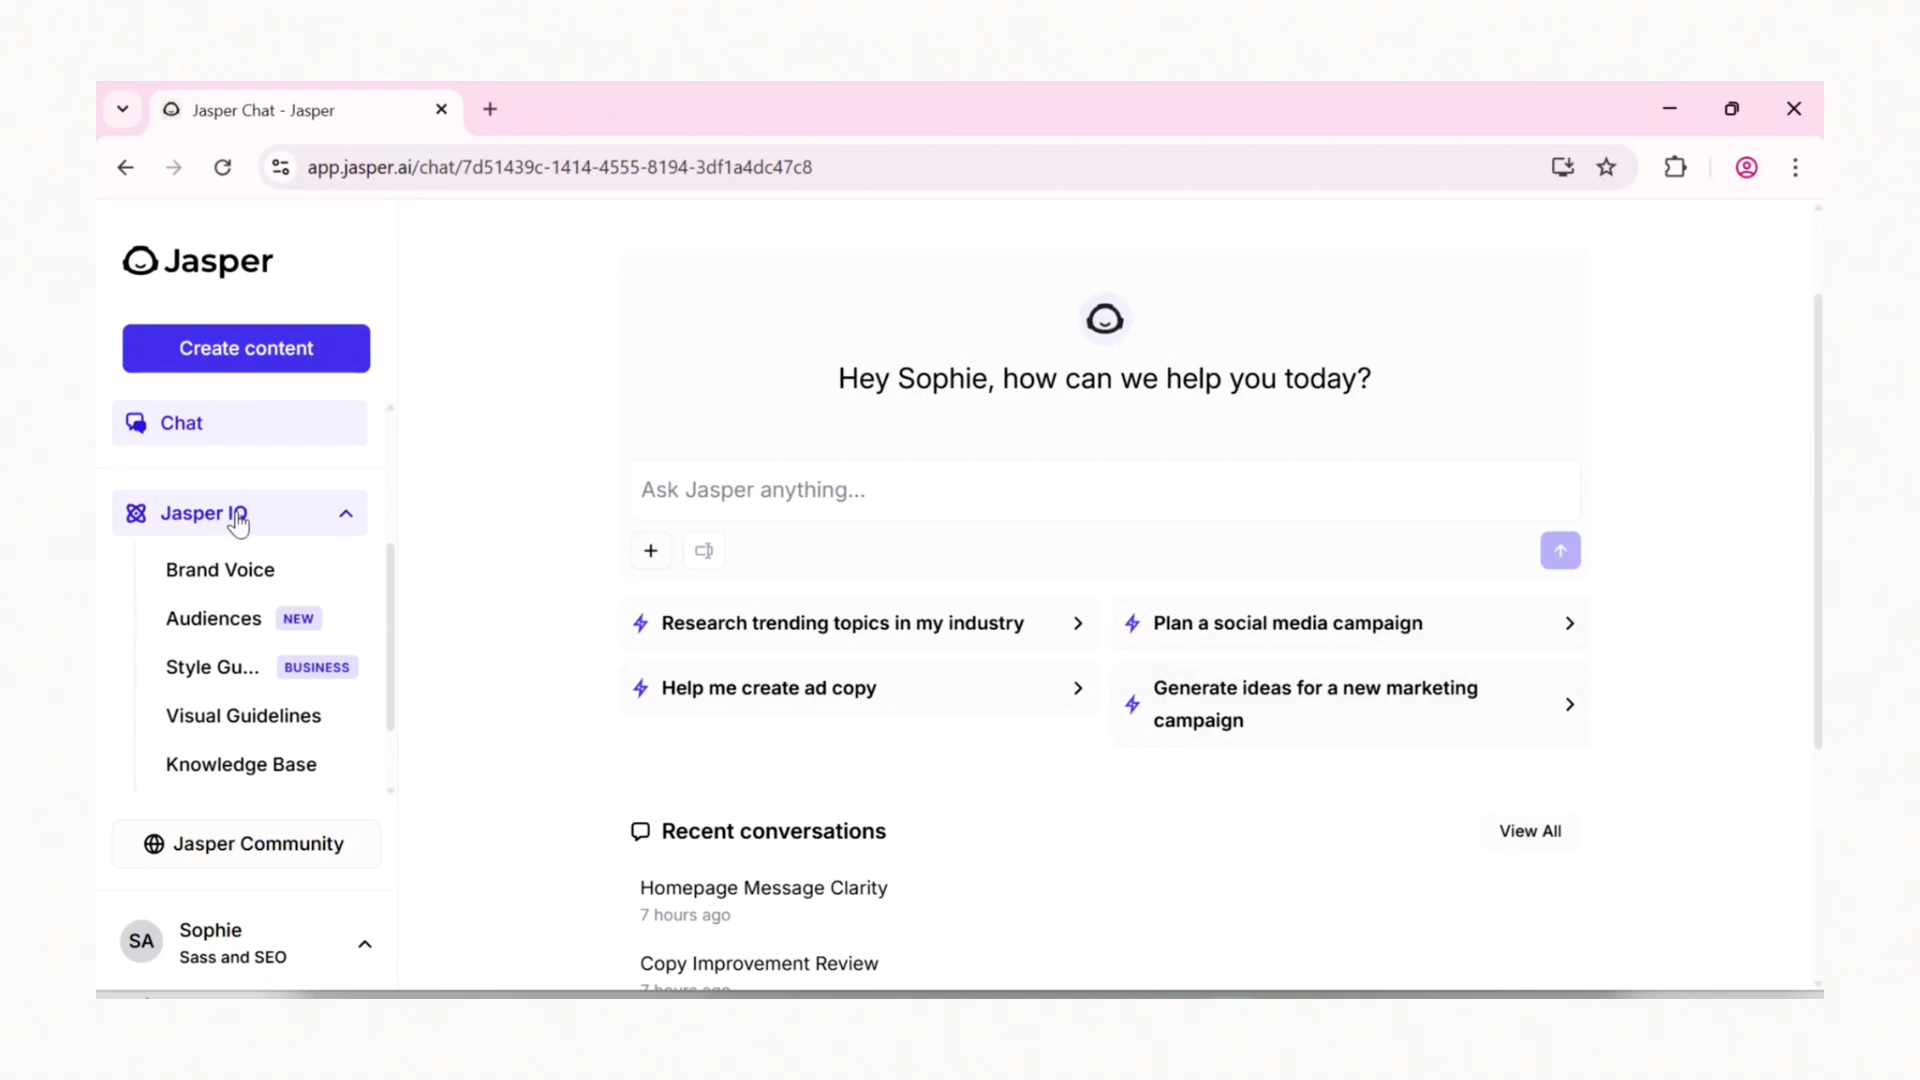 Jasper Chat - Jasper
app.jasper.ai/chat/7d51439c-1414-4555-8194-3df1a4dc47c8
Jasper
Create content
Chat
Jasper IQ
Brand Voice
Audiences NEW
Style Gu... BUSINESS
Visual Guidelines
Knowledge Base
Jasper Community
SA
Sophie
Sass and SEO
Hey Sophie, how can we help you today?
Ask Jasper anything...
Research trending topics in my industry
Plan a social media campaign
Help me create ad copy
Generate ideas for a new marketing
campaign
Recent conversations
View All
Homepage Message Clarity
7 hours ago
Copy Improvement Review
7 hours ago